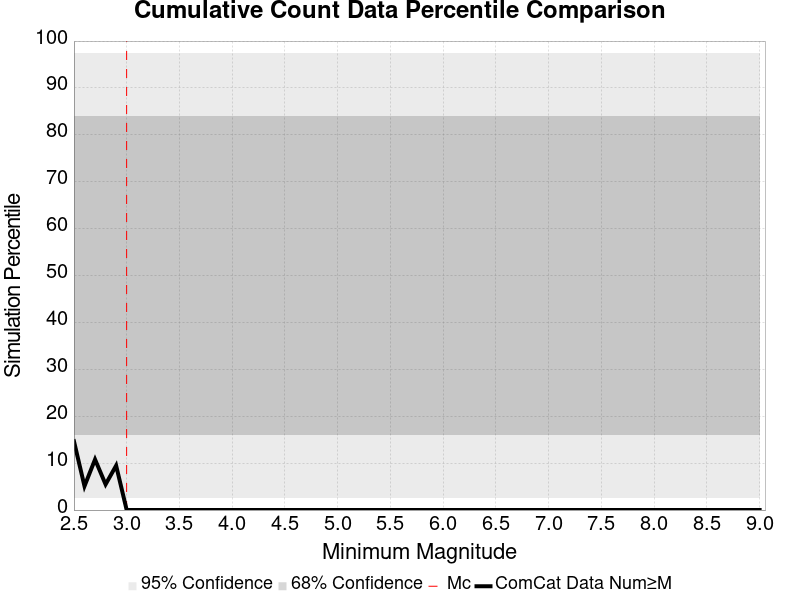 Cumulative Count Data Percentile Comparison
100
90
80
70
60
50
40
30
20
10
0
Simulation Percentile
2.5 3.0 3.5 4.0 4.5 5.0 5.5 6.0 6.5 7.0 7.5 8.0 8.5 9.0
Minimum Magnitude
95% Confidence 68% Confidence Mc ComCat Data Num≥M